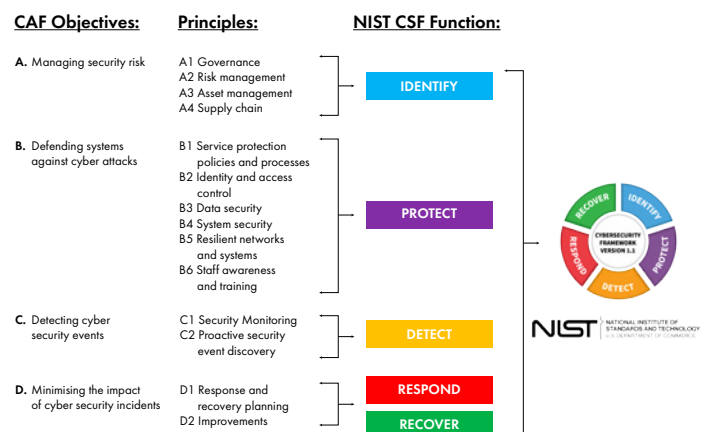 CAF Objectives: Principles: NIST CSF Function:
A. Managing security risk
A1 Governance
A2 Risk management
A3 Asset management
A4 Supply chain
IDENTIFY
B. Defending systems
against cyber attacks
B1 Service protection
policies and processes
B2 Identity and access
control
B3 Data security
B4 System security
B5 Resilient networks
and systems
B6 Staff awareness
and training
PROTECT
C. Detecting cyber
security events
C1 Security Monitoring
C2 Proactive security
event discovery
DETECT
D. Minimising the impact
of cyber security incidents
D1 Response and
recovery planning
D2 Improvements
RESPOND
RECOVER
RECOVER
IDENTIFY
PROTECT
DETECT
RESPOND
CYBERSECURITY
FRAMEWORK
VERSION 1.1
NIST
NATIONAL INSTITUTE OF
STANDARDS AND TECHNOLOGY
U.S. DEPARTMENT OF COMMERCE